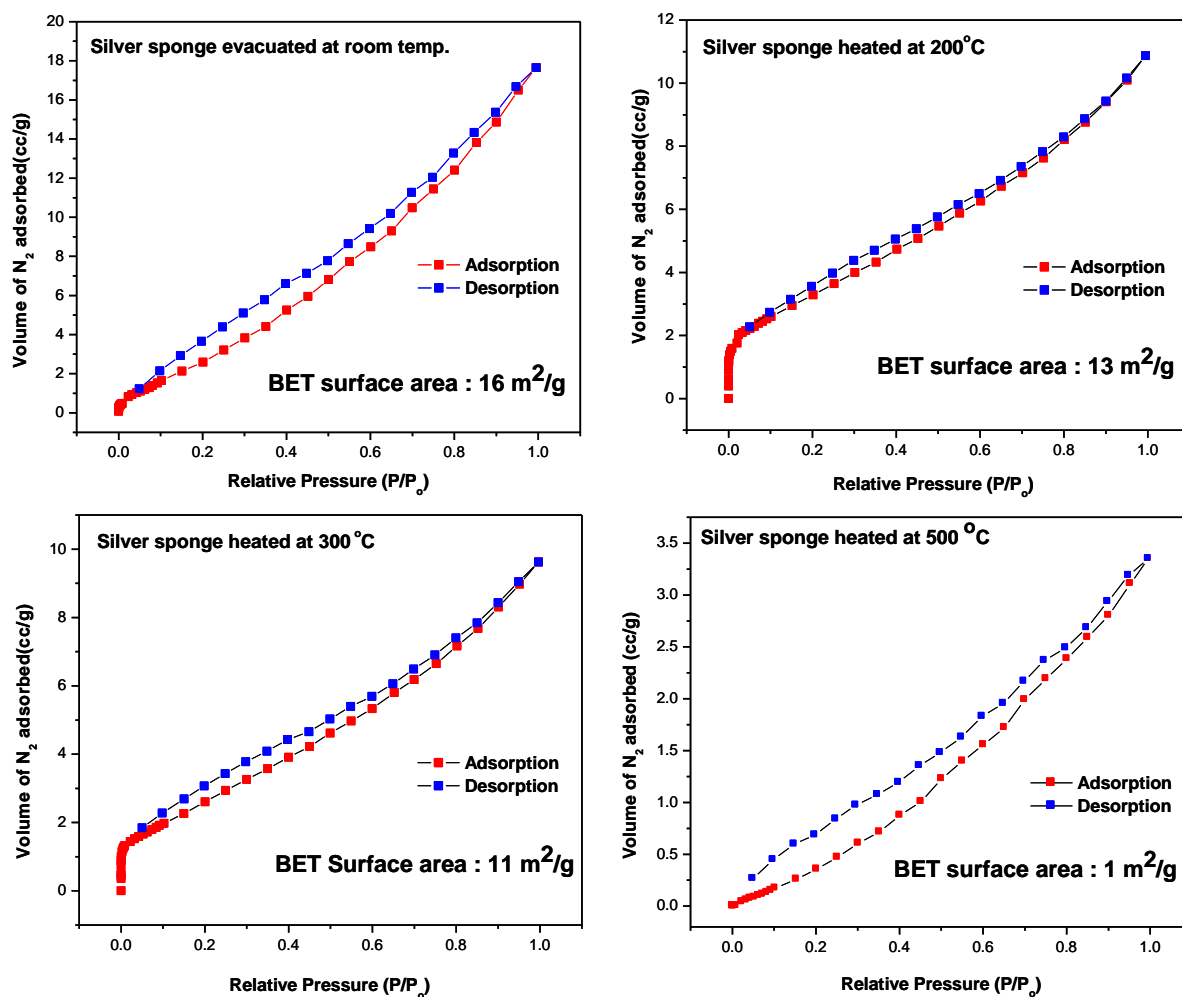 Silver sponge evacuated at room temp.
Volume of N₂ adsorbed(cc/g)
20
18
16
14
12
10
8
6
4
2
0
Adsorption
Desorption
BET surface area : 16 m²/g
0.0 0.2 0.4 0.6 0.8 1.0
Relative Pressure (P/Pₒ)
Silver sponge heated at 200°C
Volume of N₂ adsorbed(cc/g)
12
10
8
6
4
2
0
Adsorption
Desorption
BET surface area : 13 m²/g
0.0 0.2 0.4 0.6 0.8 1.0
Relative Pressure (P/Pₒ)
Silver sponge heated at 300 °C
Volume of N₂ adsorbed(cc/g)
10
8
6
4
2
0
Adsorption
Desorption
BET Surface area : 11 m²/g
0.0 0.2 0.4 0.6 0.8 1.0
Relative Pressure (P/Pₒ)
Silver sponge heated at 500 °C
Volume of N₂ adsorbed (cc/g)
3.5
3.0
2.5
2.0
1.5
1.0
0.5
0.0
Adsorption
Desorption
BET surface area : 1 m²/g
0.0 0.2 0.4 0.6 0.8 1.0
Relative Pressure (P/Pₒ)